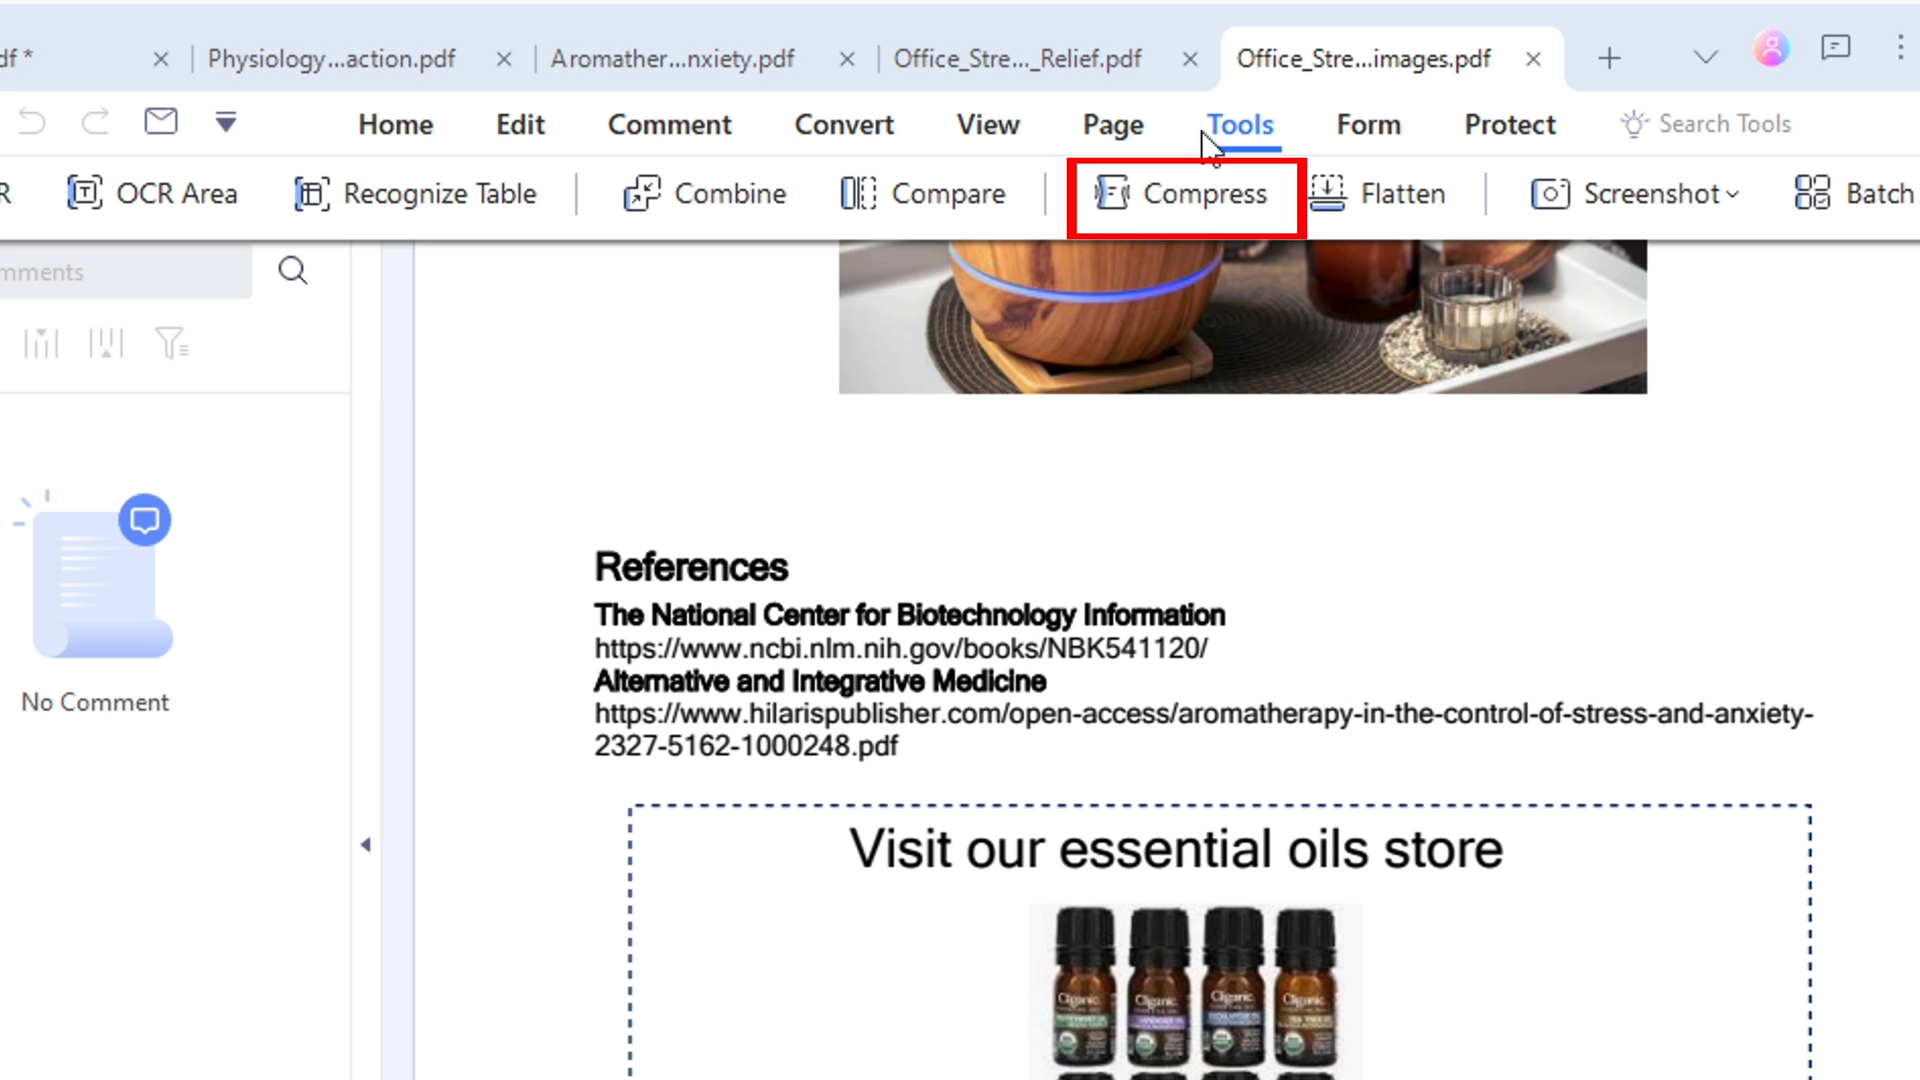 df *
Physiology...action.pdf
Aromather...nxiety.pdf
Office_Stre..._Relief.pdf
Office_Stre...images.pdf
Home
Edit
Comment
Convert
View
Page
Tools
Form
Protect
Search Tools
R
OCR Area
Recognize Table
Combine
Compare
Compress
Flatten
Screenshot
Batch
mments
No Comment
References
The National Center for Biotechnology Information
https://www.ncbi.nlm.nih.gov/books/NBK541120/
Alternative and Integrative Medicine
https://www.hilarispublisher.com/open-access/aromatherapy-in-the-control-of-stress-and-anxiety-
2327-5162-1000248.pdf
Visit our essential oils store
Cliganic
Cliganic
Cliganic
Cliganic